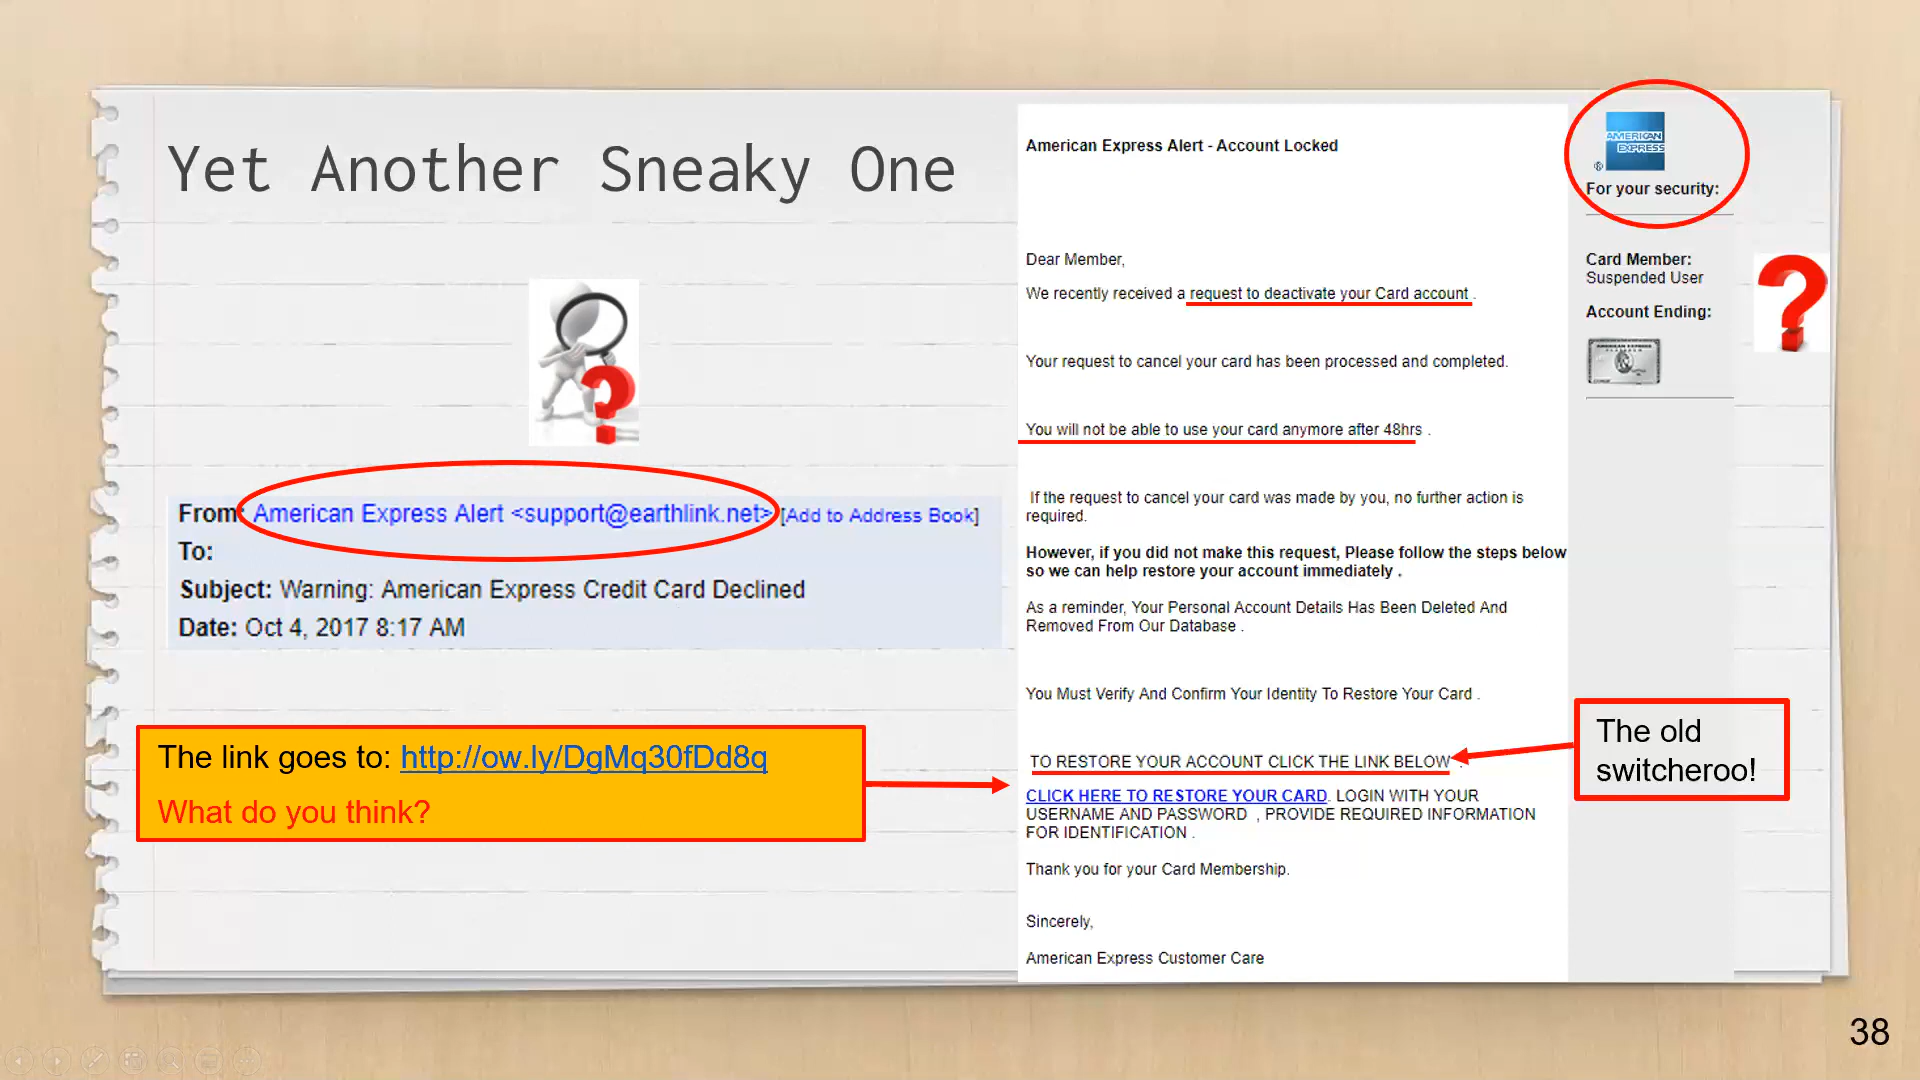 Yet Another Sneaky One
From: American Express Alert <support@earthlink.net> [Add to Address Book]
To:
Subject: Warning: American Express Credit Card Declined
Date: Oct 4, 2017 8:17 AM
The link goes to: http://ow.ly/DgMq30fDd8q
What do you think?
American Express Alert - Account Locked
Dear Member,
We recently received a request to deactivate your Card account .
Your request to cancel your card has been processed and completed.
You will not be able to use your card anymore after 48hrs .
If the request to cancel your card was made by you, no further action is
required.
However, if you did not make this request, Please follow the steps below
so we can help restore your account immediately .
As a reminder, Your Personal Account Details Has Been Deleted And
Removed From Our Database .
You Must Verify And Confirm Your Identity To Restore Your Card .
TO RESTORE YOUR ACCOUNT CLICK THE LINK BELOW .
CLICK HERE TO RESTORE YOUR CARD. LOGIN WITH YOUR
USERNAME AND PASSWORD , PROVIDE REQUIRED INFORMATION
FOR IDENTIFICATION .
Thank you for your Card Membership.
Sincerely,
American Express Customer Care
AMERICAN
EXPRESS
®
For your security:
Card Member:
Suspended User
Account Ending:
AMERICAN EXPRESS
The old
switcheroo!
38